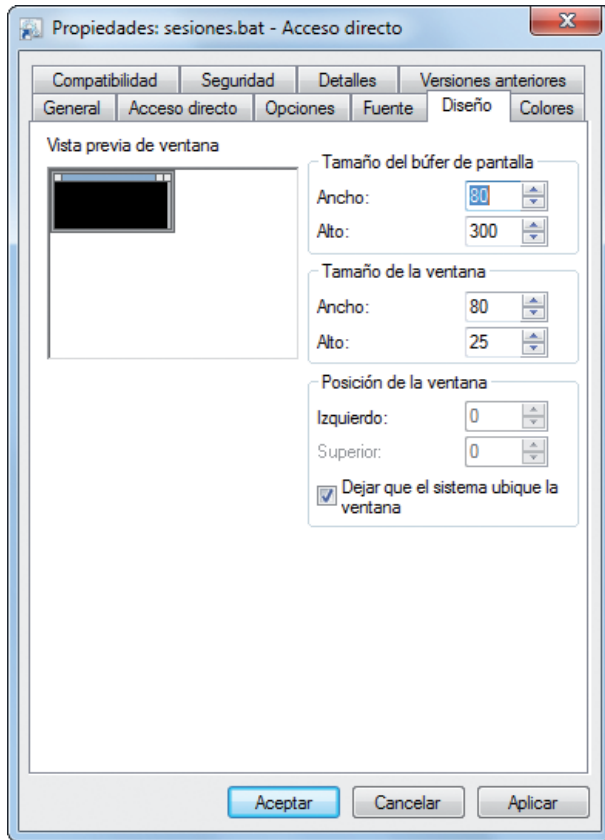 Propiedades: sesiones.bat - Acceso directo
Compatibilidad Seguridad Detalles Versiones anteriores
General Acceso directo Opciones Fuente Diseño Colores
Vista previa de ventana
Tamaño del búfer de pantalla
Ancho: 80
Alto: 300
Tamaño de la ventana
Ancho: 80
Alto: 25
Posición de la ventana
Izquierdo: 0
Superior: 0
Dejar que el sistema ubique la
ventana
Aceptar Cancelar Aplicar